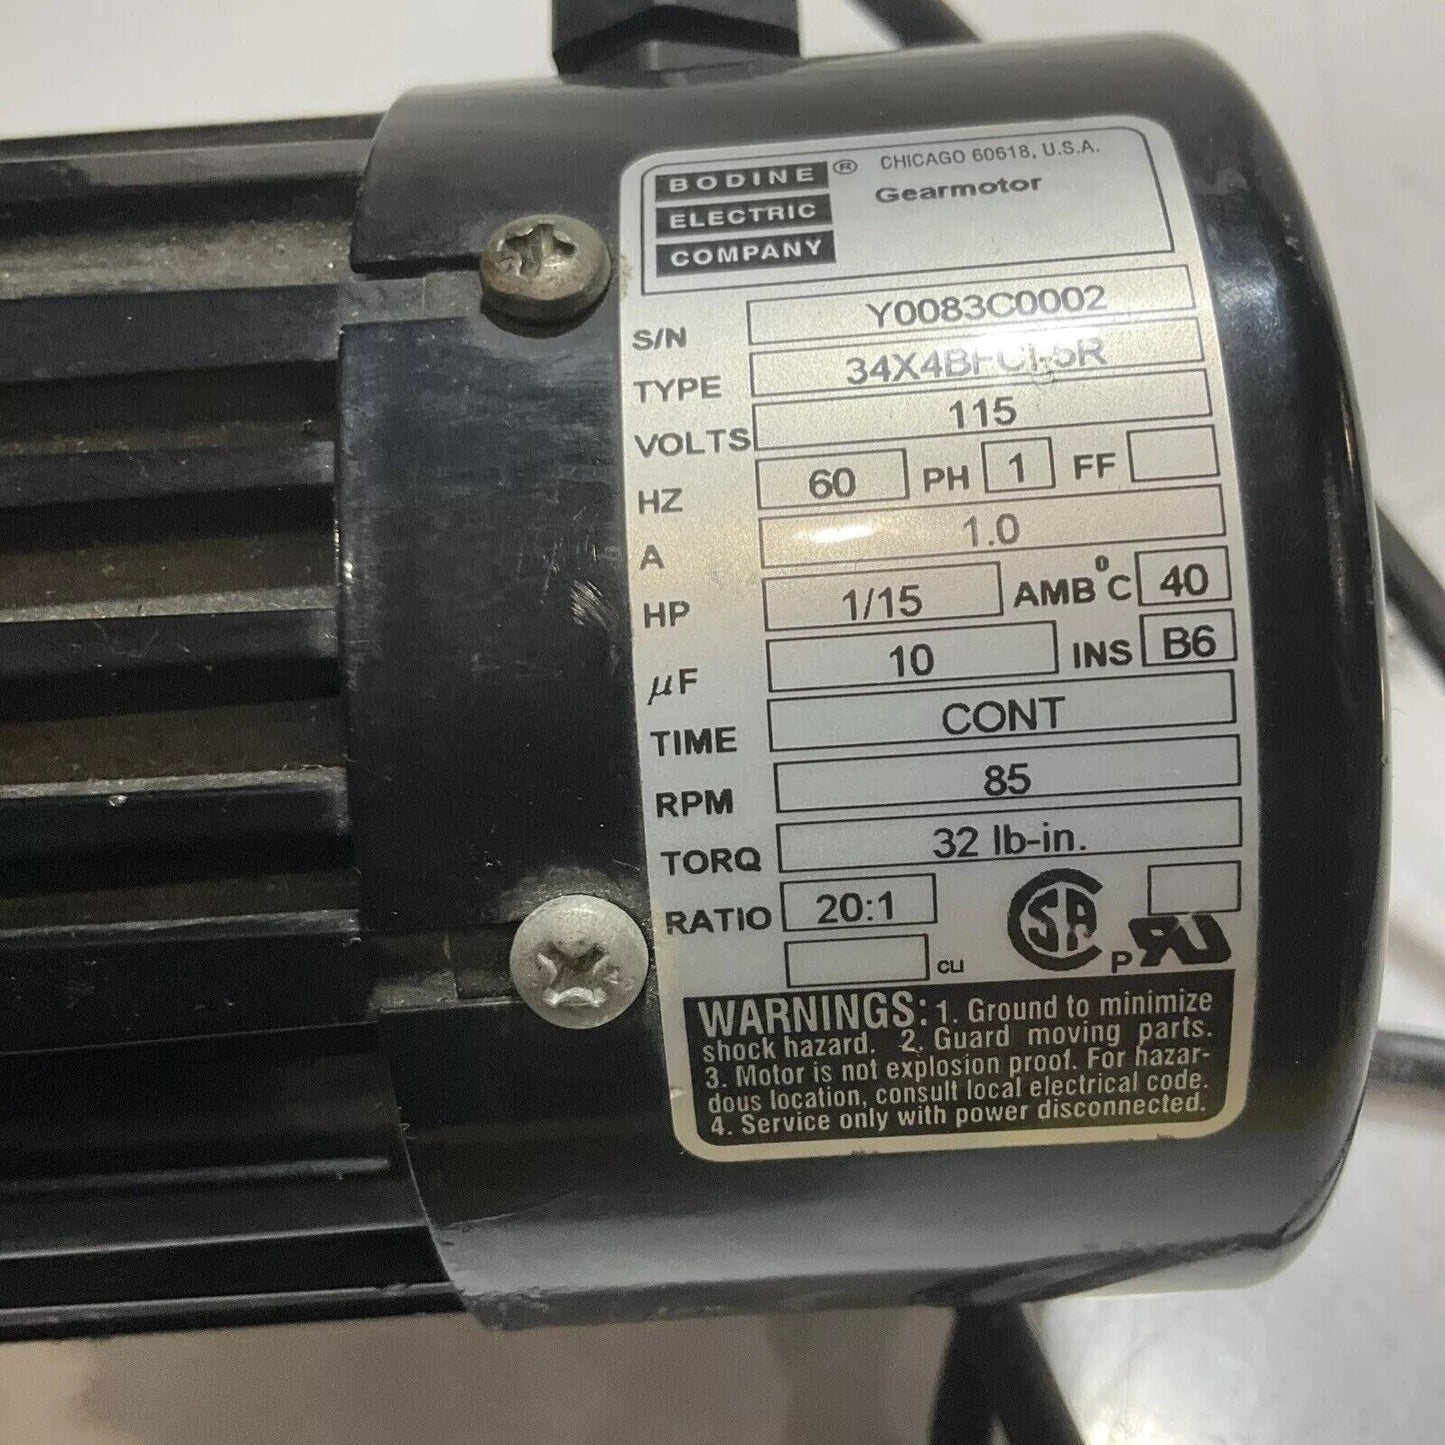 BODINE ® CHICAGO 60618, U.S.A.
ELECTRIC Gearmotor
COMPANY
S/N Y0083C0002
TYPE 34X4BFCI-5R
VOLTS 115
HZ 60 PH 1 FF
A 1.0
HP 1/15 AMB °C 40
µF 10 INS B6
TIME CONT
RPM 85
TORQ 32 lb-in.
RATIO 20:1
CLI
P
WARNINGS: 1. Ground to minimize
shock hazard. 2. Guard moving parts.
3. Motor is not explosion proof. For hazar-
dous location, consult local electrical code.
4. Service only with power disconnected.